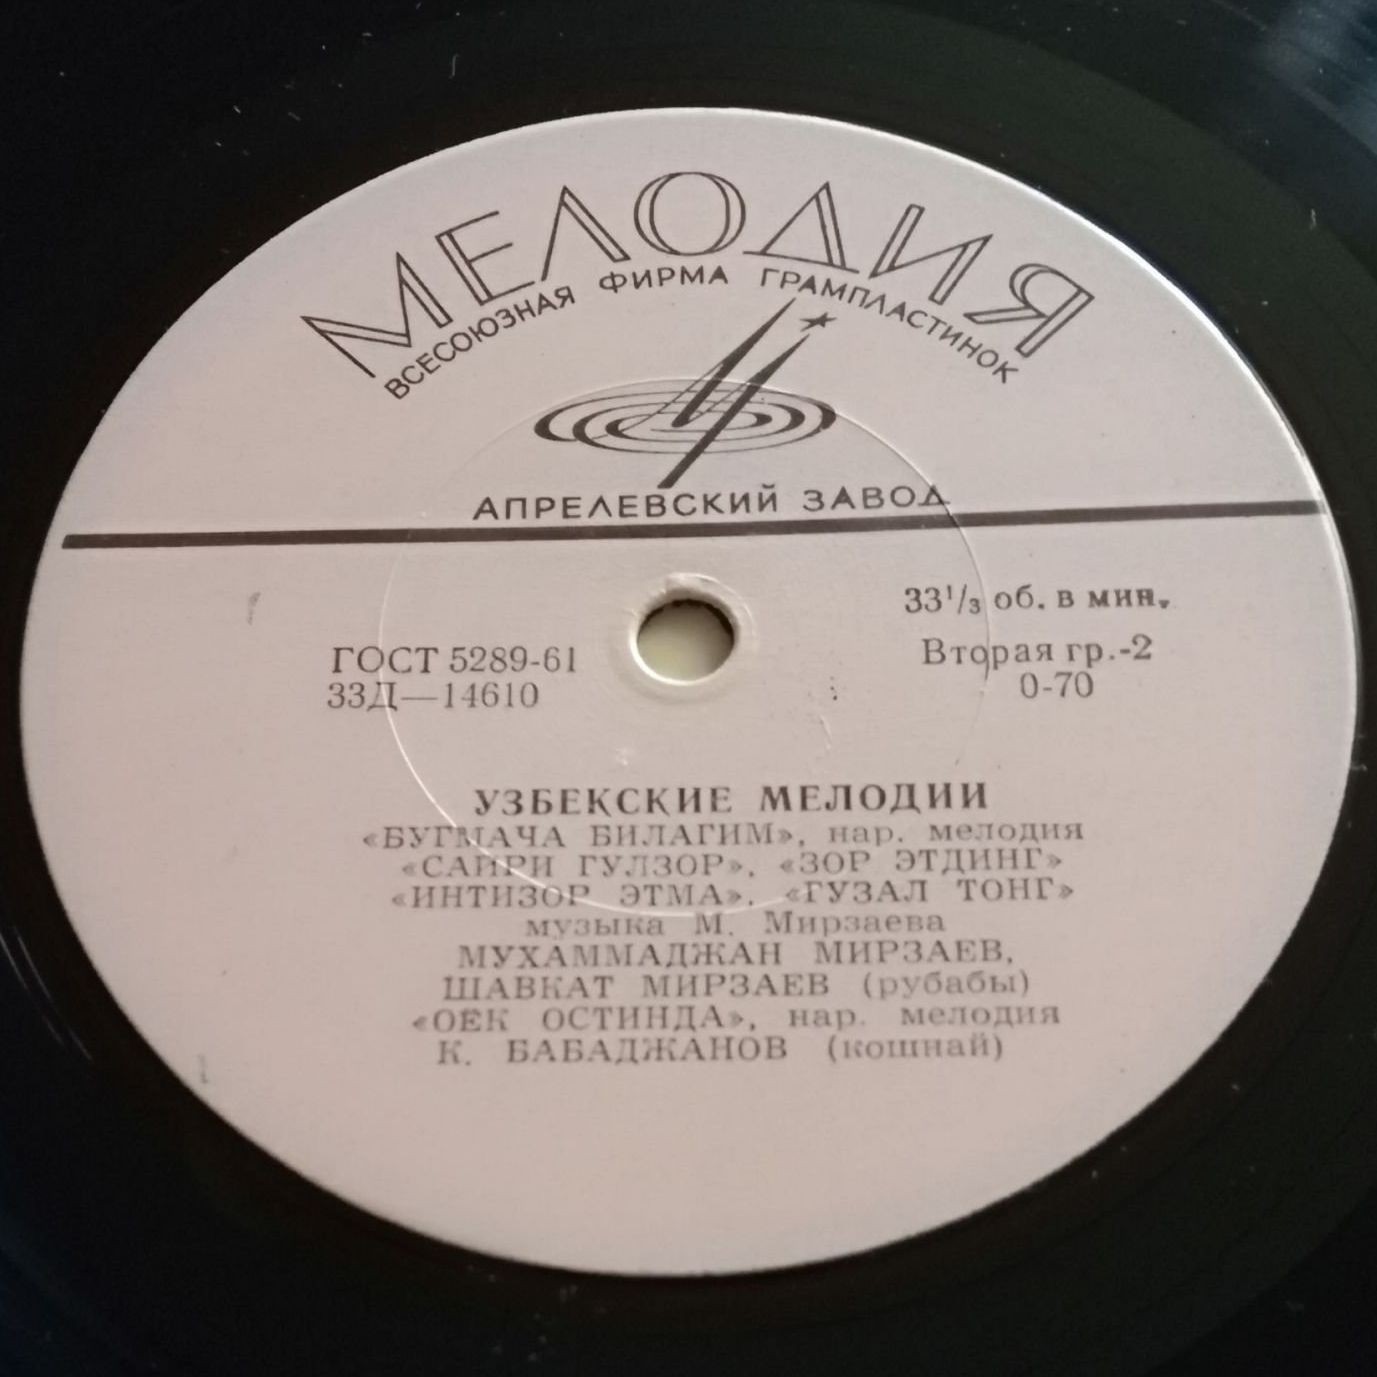 МЕЛОДИЯ
ВСЕСОЮЗНАЯ ФИРМА ГРАМПЛАСТИНОК
АПРЕЛЕВСКИЙ ЗАВОД
33¹/₃ об. в мин.
ГОСТ 5289-61
Вторая гр.-2
33Д—14610
0-70
УЗБЕКСКИЕ МЕЛОДИИ
«БУГМАЧА БИЛАГИМ», нар. мелодия
«САЙРИ ГУЛЗОР», «ЗОР ЭТДИНГ»
«ИНТИЗОР ЭТМА», «ГУЗАЛ ТОНГ»
музыка М. Мирзаева
МУХАММАДЖАН МИРЗАЕВ,
ШАВКАТ МИРЗАЕВ (рубабы)
«ОЕК ОСТИНДА», нар. мелодия
К. БАБАДЖАНОВ (кошнай)